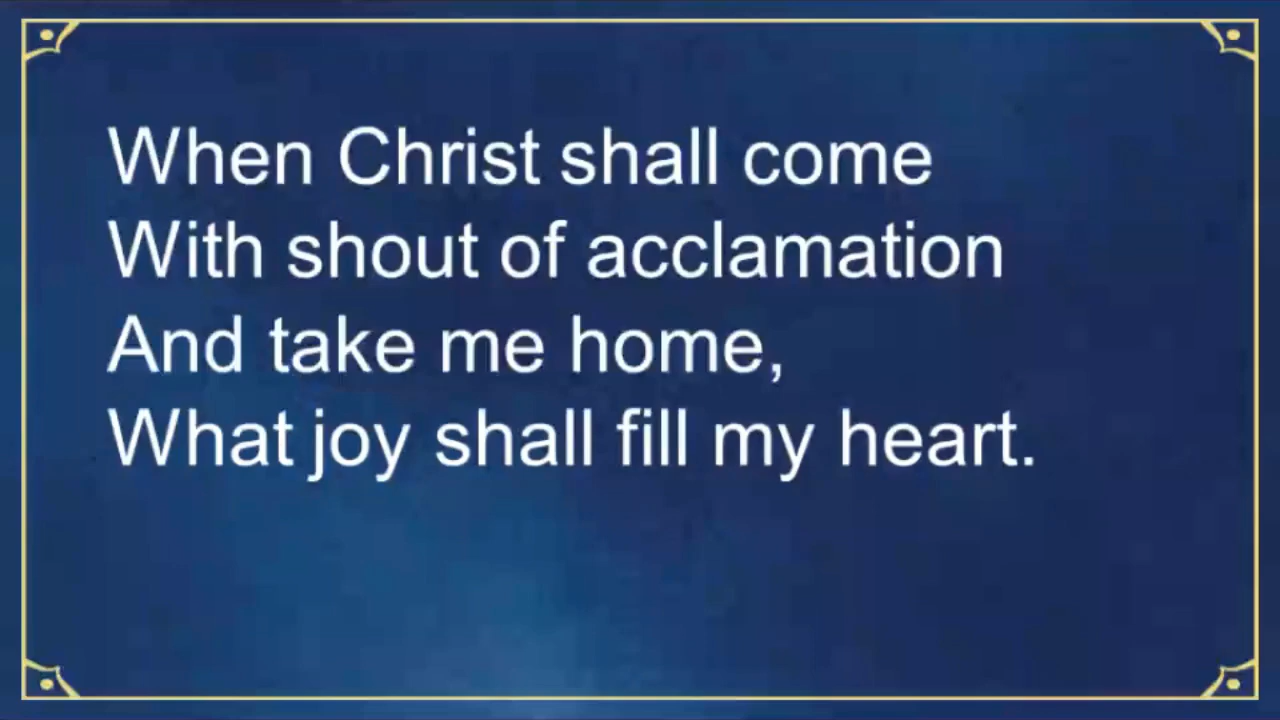 When Christ shall come
With shout of acclamation
And take me home,
What joy shall fill my heart.